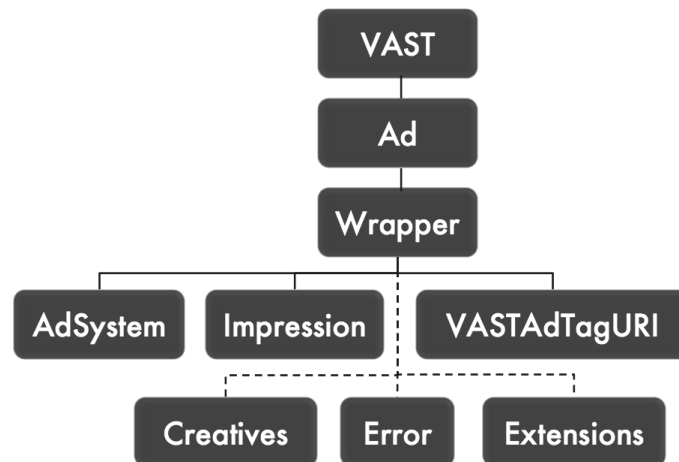 VAST
Ad
Wrapper
AdSystem
Impression
VASTAdTagURI
Creatives
Error
Extensions